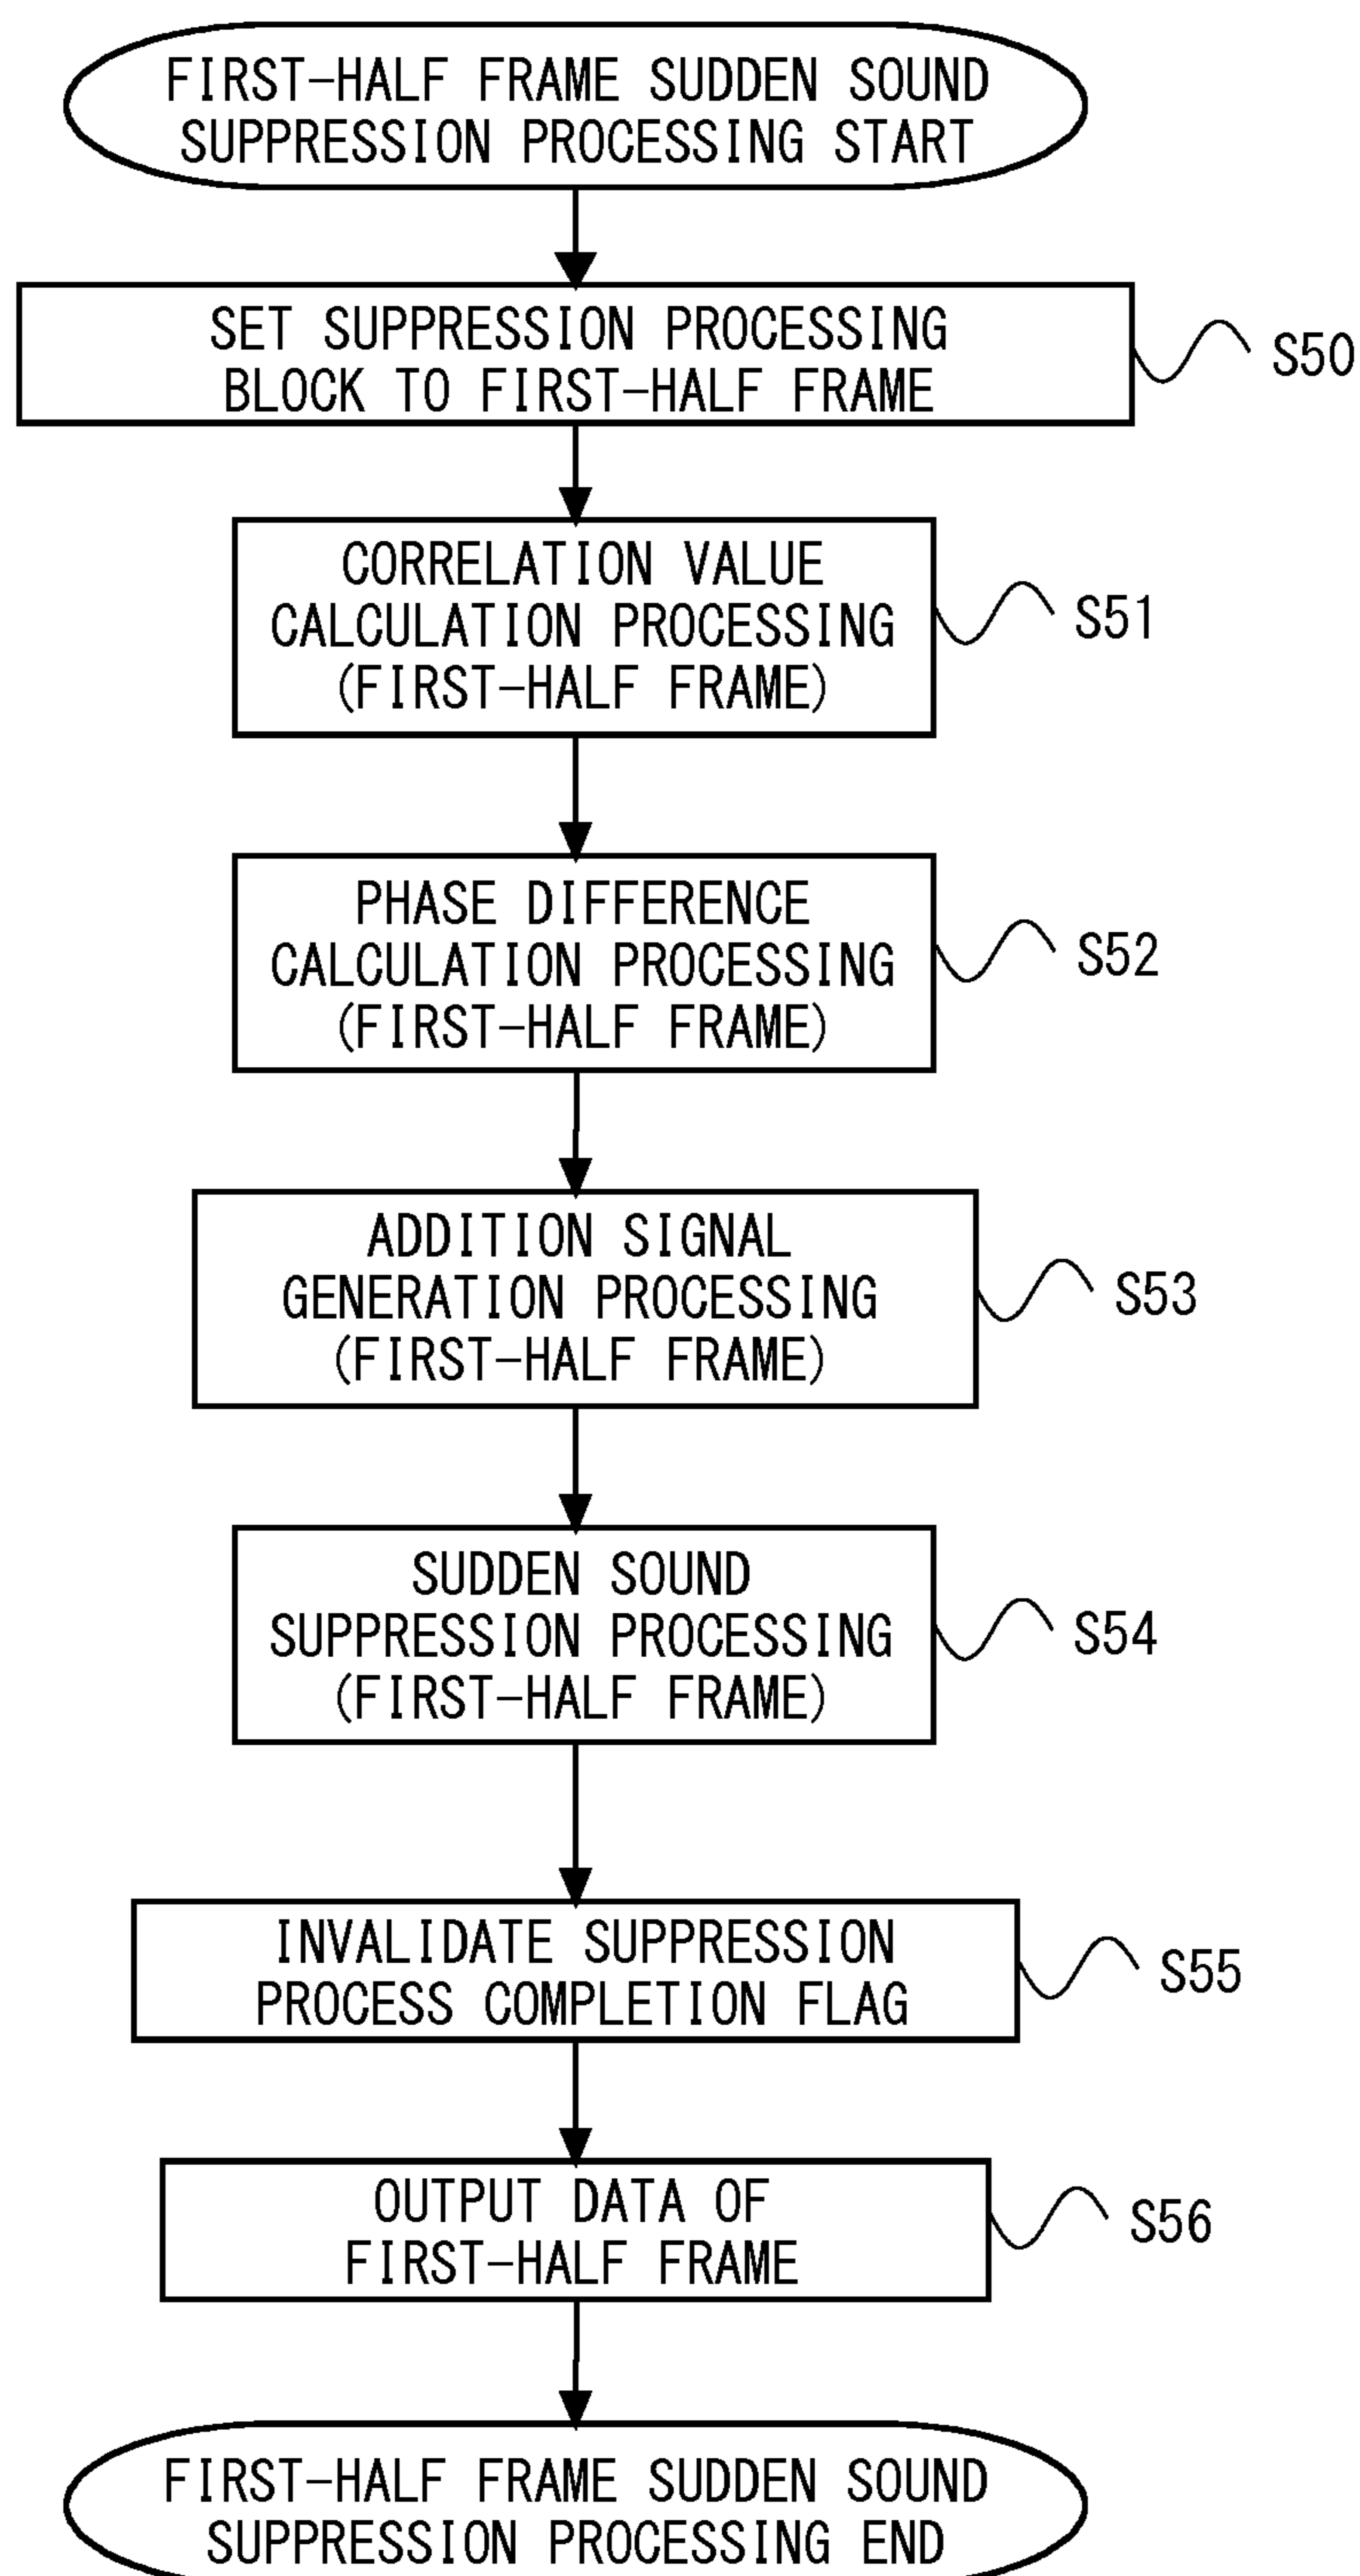 FIRST-HALF FRAME SUDDEN SOUND
SUPPRESSION PROCESSING START
SET SUPPRESSION PROCESSING
BLOCK TO FIRST-HALF FRAME
S50
CORRELATION VALUE
CALCULATION PROCESSING
(FIRST-HALF FRAME)
S51
PHASE DIFFERENCE
CALCULATION PROCESSING
(FIRST-HALF FRAME)
S52
ADDITION SIGNAL
GENERATION PROCESSING
(FIRST-HALF FRAME)
S53
SUDDEN SOUND
SUPPRESSION PROCESSING
(FIRST-HALF FRAME)
S54
INVALIDATE SUPPRESSION
PROCESS COMPLETION FLAG
S55
OUTPUT DATA OF
FIRST-HALF FRAME
S56
FIRST-HALF FRAME SUDDEN SOUND
SUPPRESSION PROCESSING END